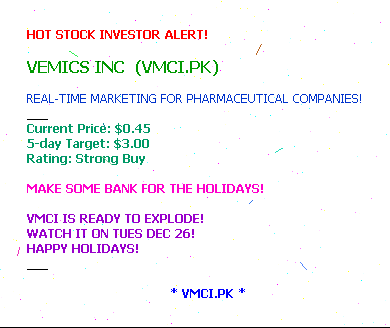 HOT STOCK INVESTOR ALERT!
VEMICS INC (VMCI.PK)
REAL-TIME MARKETING FOR PHARMACEUTICAL COMPANIES!
Current Price: $0.45
5-day Target: $3.00
Rating: Strong Buy
MAKE SOME BANK FOR THE HOLIDAYS!
VMCI IS READY TO EXPLODE!
WATCH IT ON TUES DEC 26!
HAPPY HOLIDAYS!
* VMCI.PK *